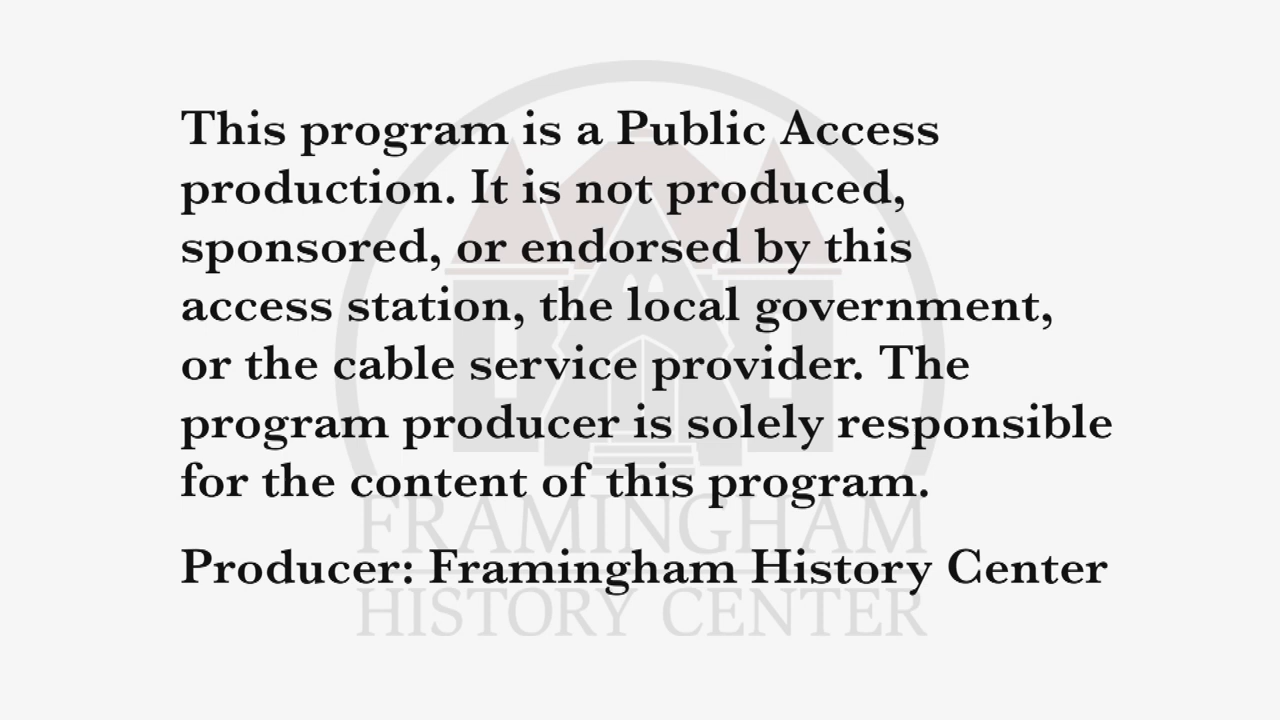 This program is a Public Access
production. It is not produced,
sponsored, or endorsed by this
access station, the local government,
or the cable service provider. The
program producer is solely responsible
for the content of this program.
Producer: Framingham History Center
FRAMINGHAM
HISTORY CENTER